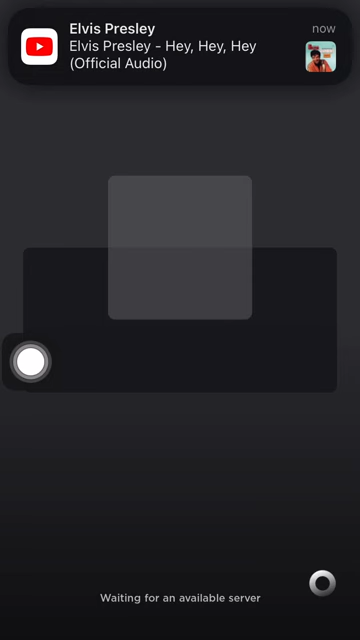 Elvis Presley
now
Elvis Presley - Hey, Hey, Hey
(Official Audio)
Waiting for an available server